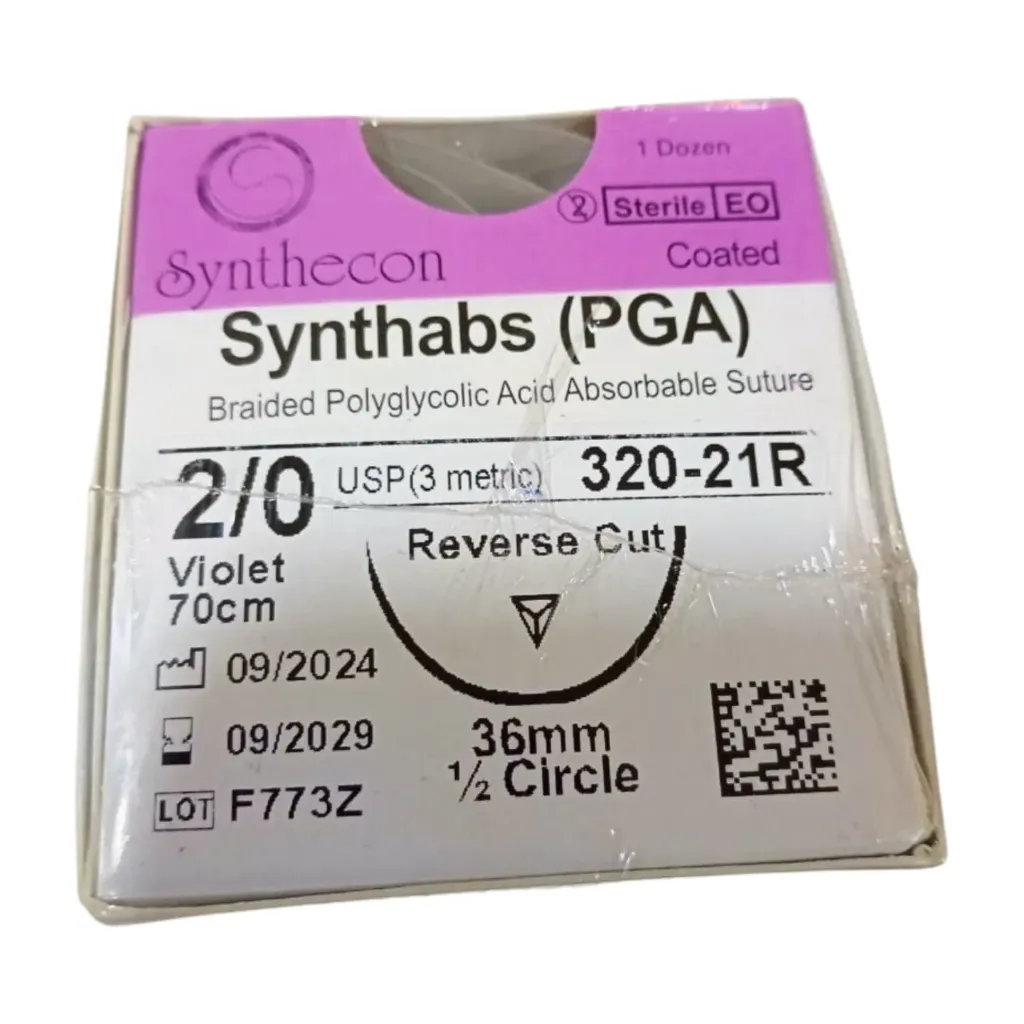 1 Dozen
2 Sterile EO
Synthecon
Coated
Synthabs (PGA)
Braided Polyglycolic Acid Absorbable Suture
2/0 USP(3 metric) 320-21R
Violet
70cm
Reverse Cut
09/2024
09/2029
36mm
½ Circle
LOT F773Z